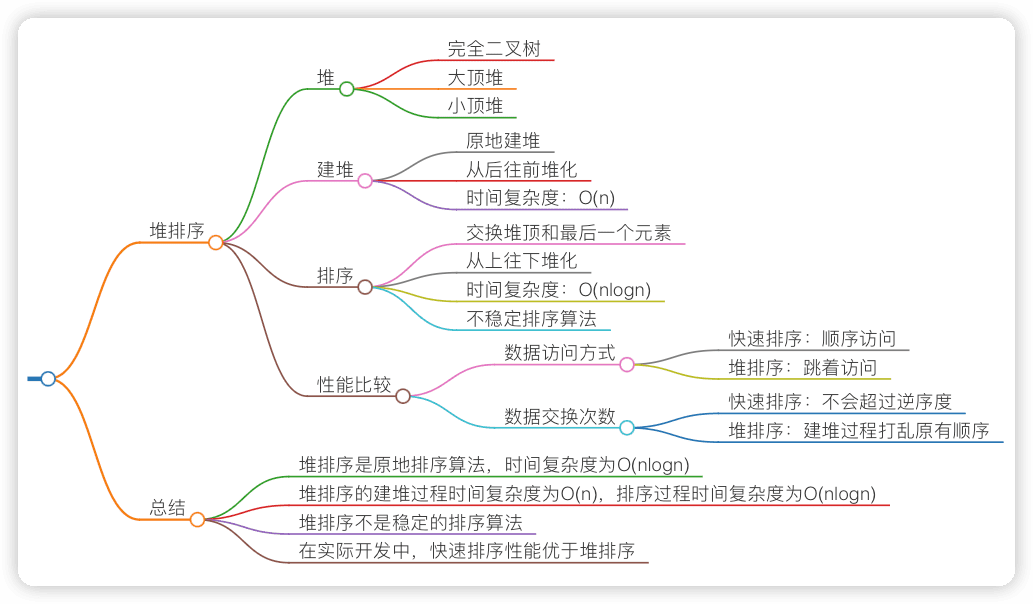 堆排序
堆
完全二叉树
大顶堆
小顶堆
建堆
原地建堆
从后往前堆化
时间复杂度：O(n)
排序
交换堆顶和最后一个元素
从上往下堆化
时间复杂度：O(nlogn)
不稳定排序算法
性能比较
数据访问方式
快速排序：顺序访问
堆排序：跳着访问
数据交换次数
快速排序：不会超过逆序度
堆排序：建堆过程打乱原有顺序
总结
堆排序是原地排序算法，时间复杂度为O(nlogn)
堆排序的建堆过程时间复杂度为O(n)，排序过程时间复杂度为O(nlogn)
堆排序不是稳定的排序算法
在实际开发中，快速排序性能优于堆排序